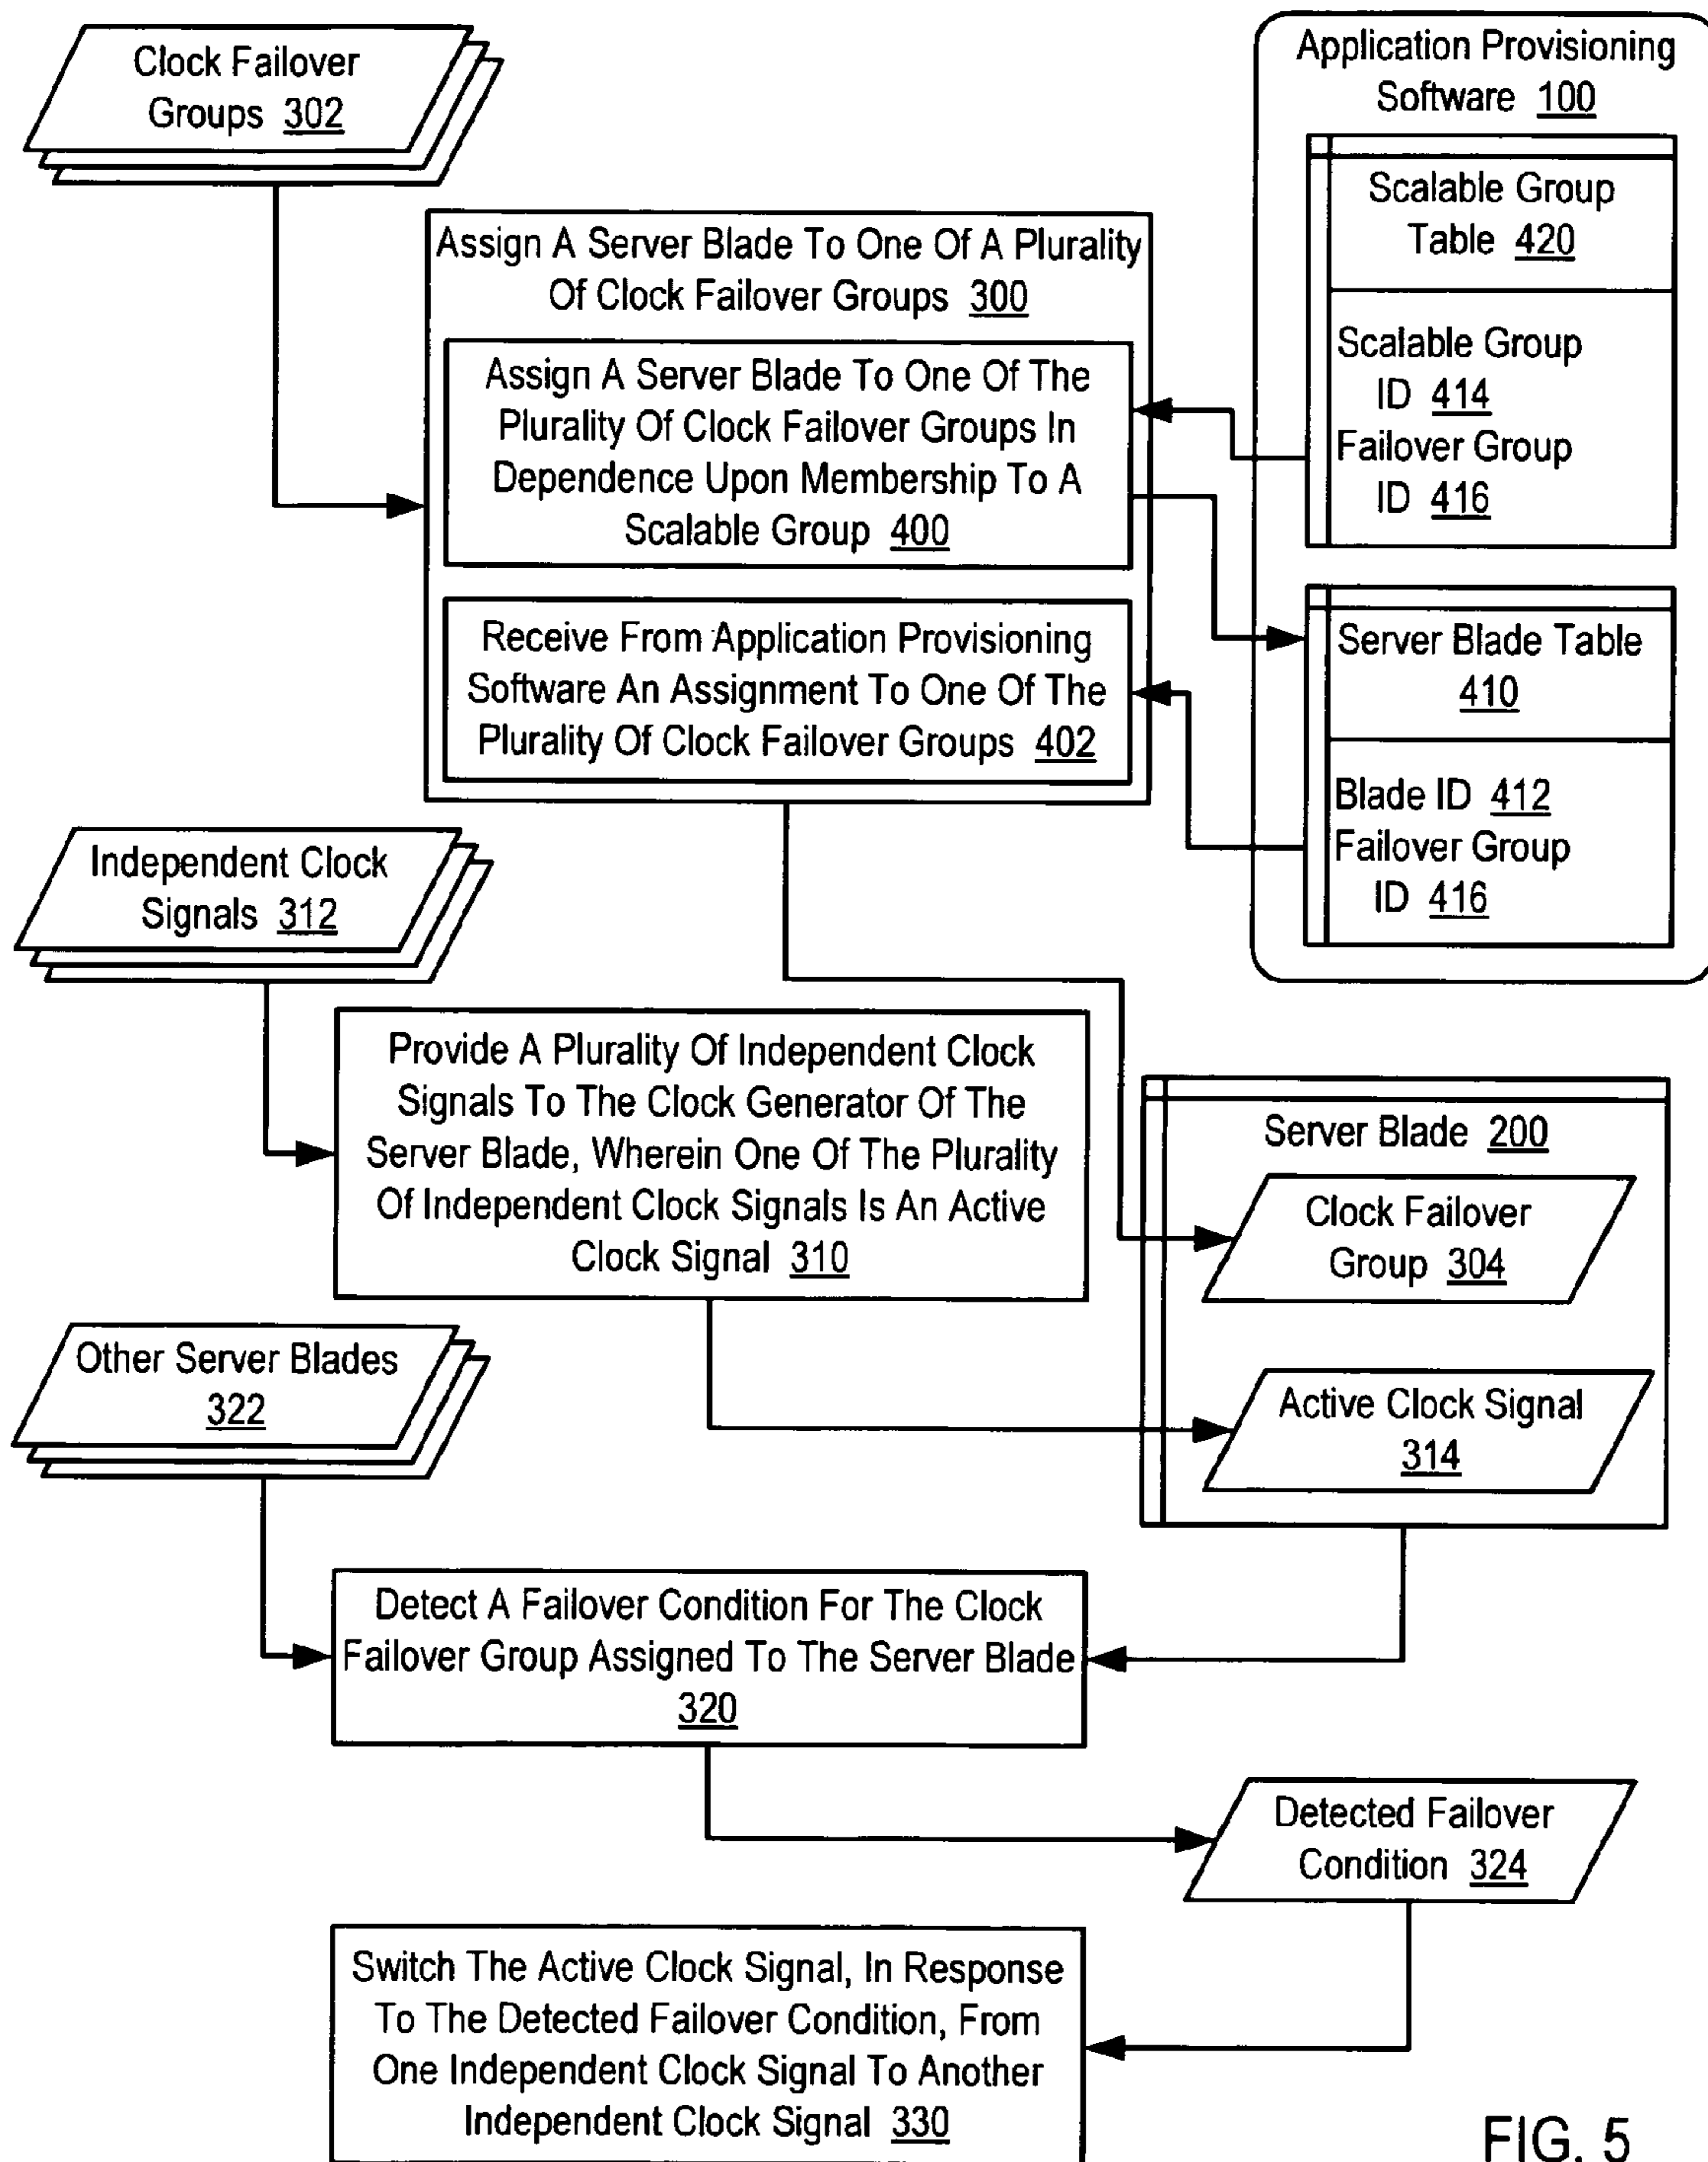 Clock Failover
Groups 302
Application Provisioning
Software 100
Scalable Group
Table 420
Scalable Group
ID 414
Failover Group
ID 416
Assign A Server Blade To One Of A Plurality
Of Clock Failover Groups 300
Assign A Server Blade To One Of The
Plurality Of Clock Failover Groups In
Dependence Upon Membership To A
Scalable Group 400
Receive From Application Provisioning
Software An Assignment To One Of The
Plurality Of Clock Failover Groups 402
Server Blade Table
410
Blade ID 412
Failover Group
ID 416
Independent Clock
Signals 312
Provide A Plurality Of Independent Clock
Signals To The Clock Generator Of The
Server Blade, Wherein One Of The Plurality
Of Independent Clock Signals Is An Active
Clock Signal 310
Server Blade 200
Clock Failover
Group 304
Active Clock Signal
314
Other Server Blades
322
Detect A Failover Condition For The Clock
Failover Group Assigned To The Server Blade
320
Detected Failover
Condition 324
Switch The Active Clock Signal, In Response
To The Detected Failover Condition, From
One Independent Clock Signal To Another
Independent Clock Signal 330
FIG. 5